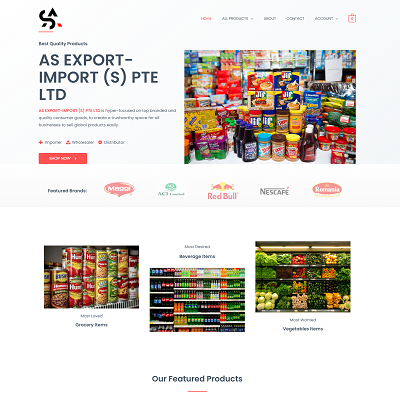 HOME ALL PRODUCTS ABOUT CONTACT ACCOUNT 0
Best Quality Products
AS EXPORT-
IMPORT (S) PTE
LTD
AS EXPORT-IMPORT (S) PTE LTD is hyper-focused on top branded and
quality consumer goods, to create a trustworthy space for all
businesses to sell global products easily.
Importer Wholesaler Distributor
SHOP NOW
Featured Brands:
Maggi
ACI Limited
Red Bull
NESCAFÉ
Romania
Most Desired
Beverage Items
Most Loved
Grocery Items
Most Wanted
Vegetables Items
Our Featured Products